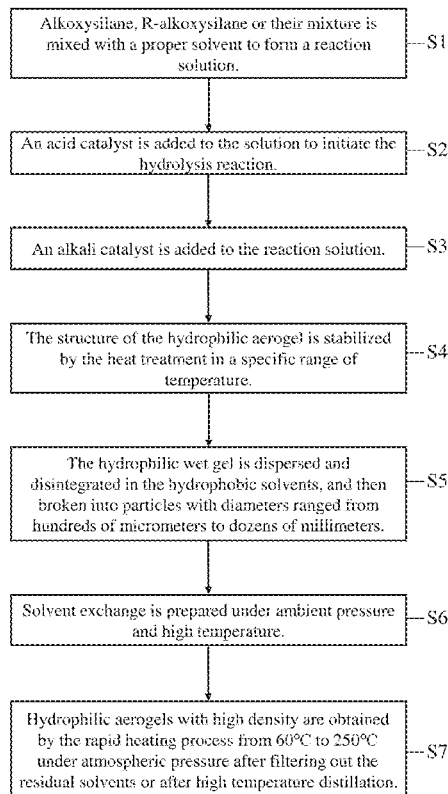 Alkoxysilane, R-alkoxysilane or their mixture is
mixed with a proper solvent to form a reaction
solution.
S1
An acid catalyst is added to the solution to initiate the
hydrolysis reaction.
S2
An alkali catalyst is added to the reaction solution.
S3
The structure of the hydrophilic aerogel is stabilized
by the heat treatment in a specific range of
temperature.
S4
The hydrophilic wet gel is dispersed and
disintegrated in the hydrophobic solvents, and then
broken into particles with diameters ranged from
hundreds of micrometers to dozens of millimeters.
S5
Solvent exchange is prepared under ambient pressure
and high temperature.
S6
Hydrophilic aerogels with high density are obtained
by the rapid heating process from 60°C to 250°C
under atmospheric pressure after filtering out the
residual solvents or after high temperature distillation.
S7